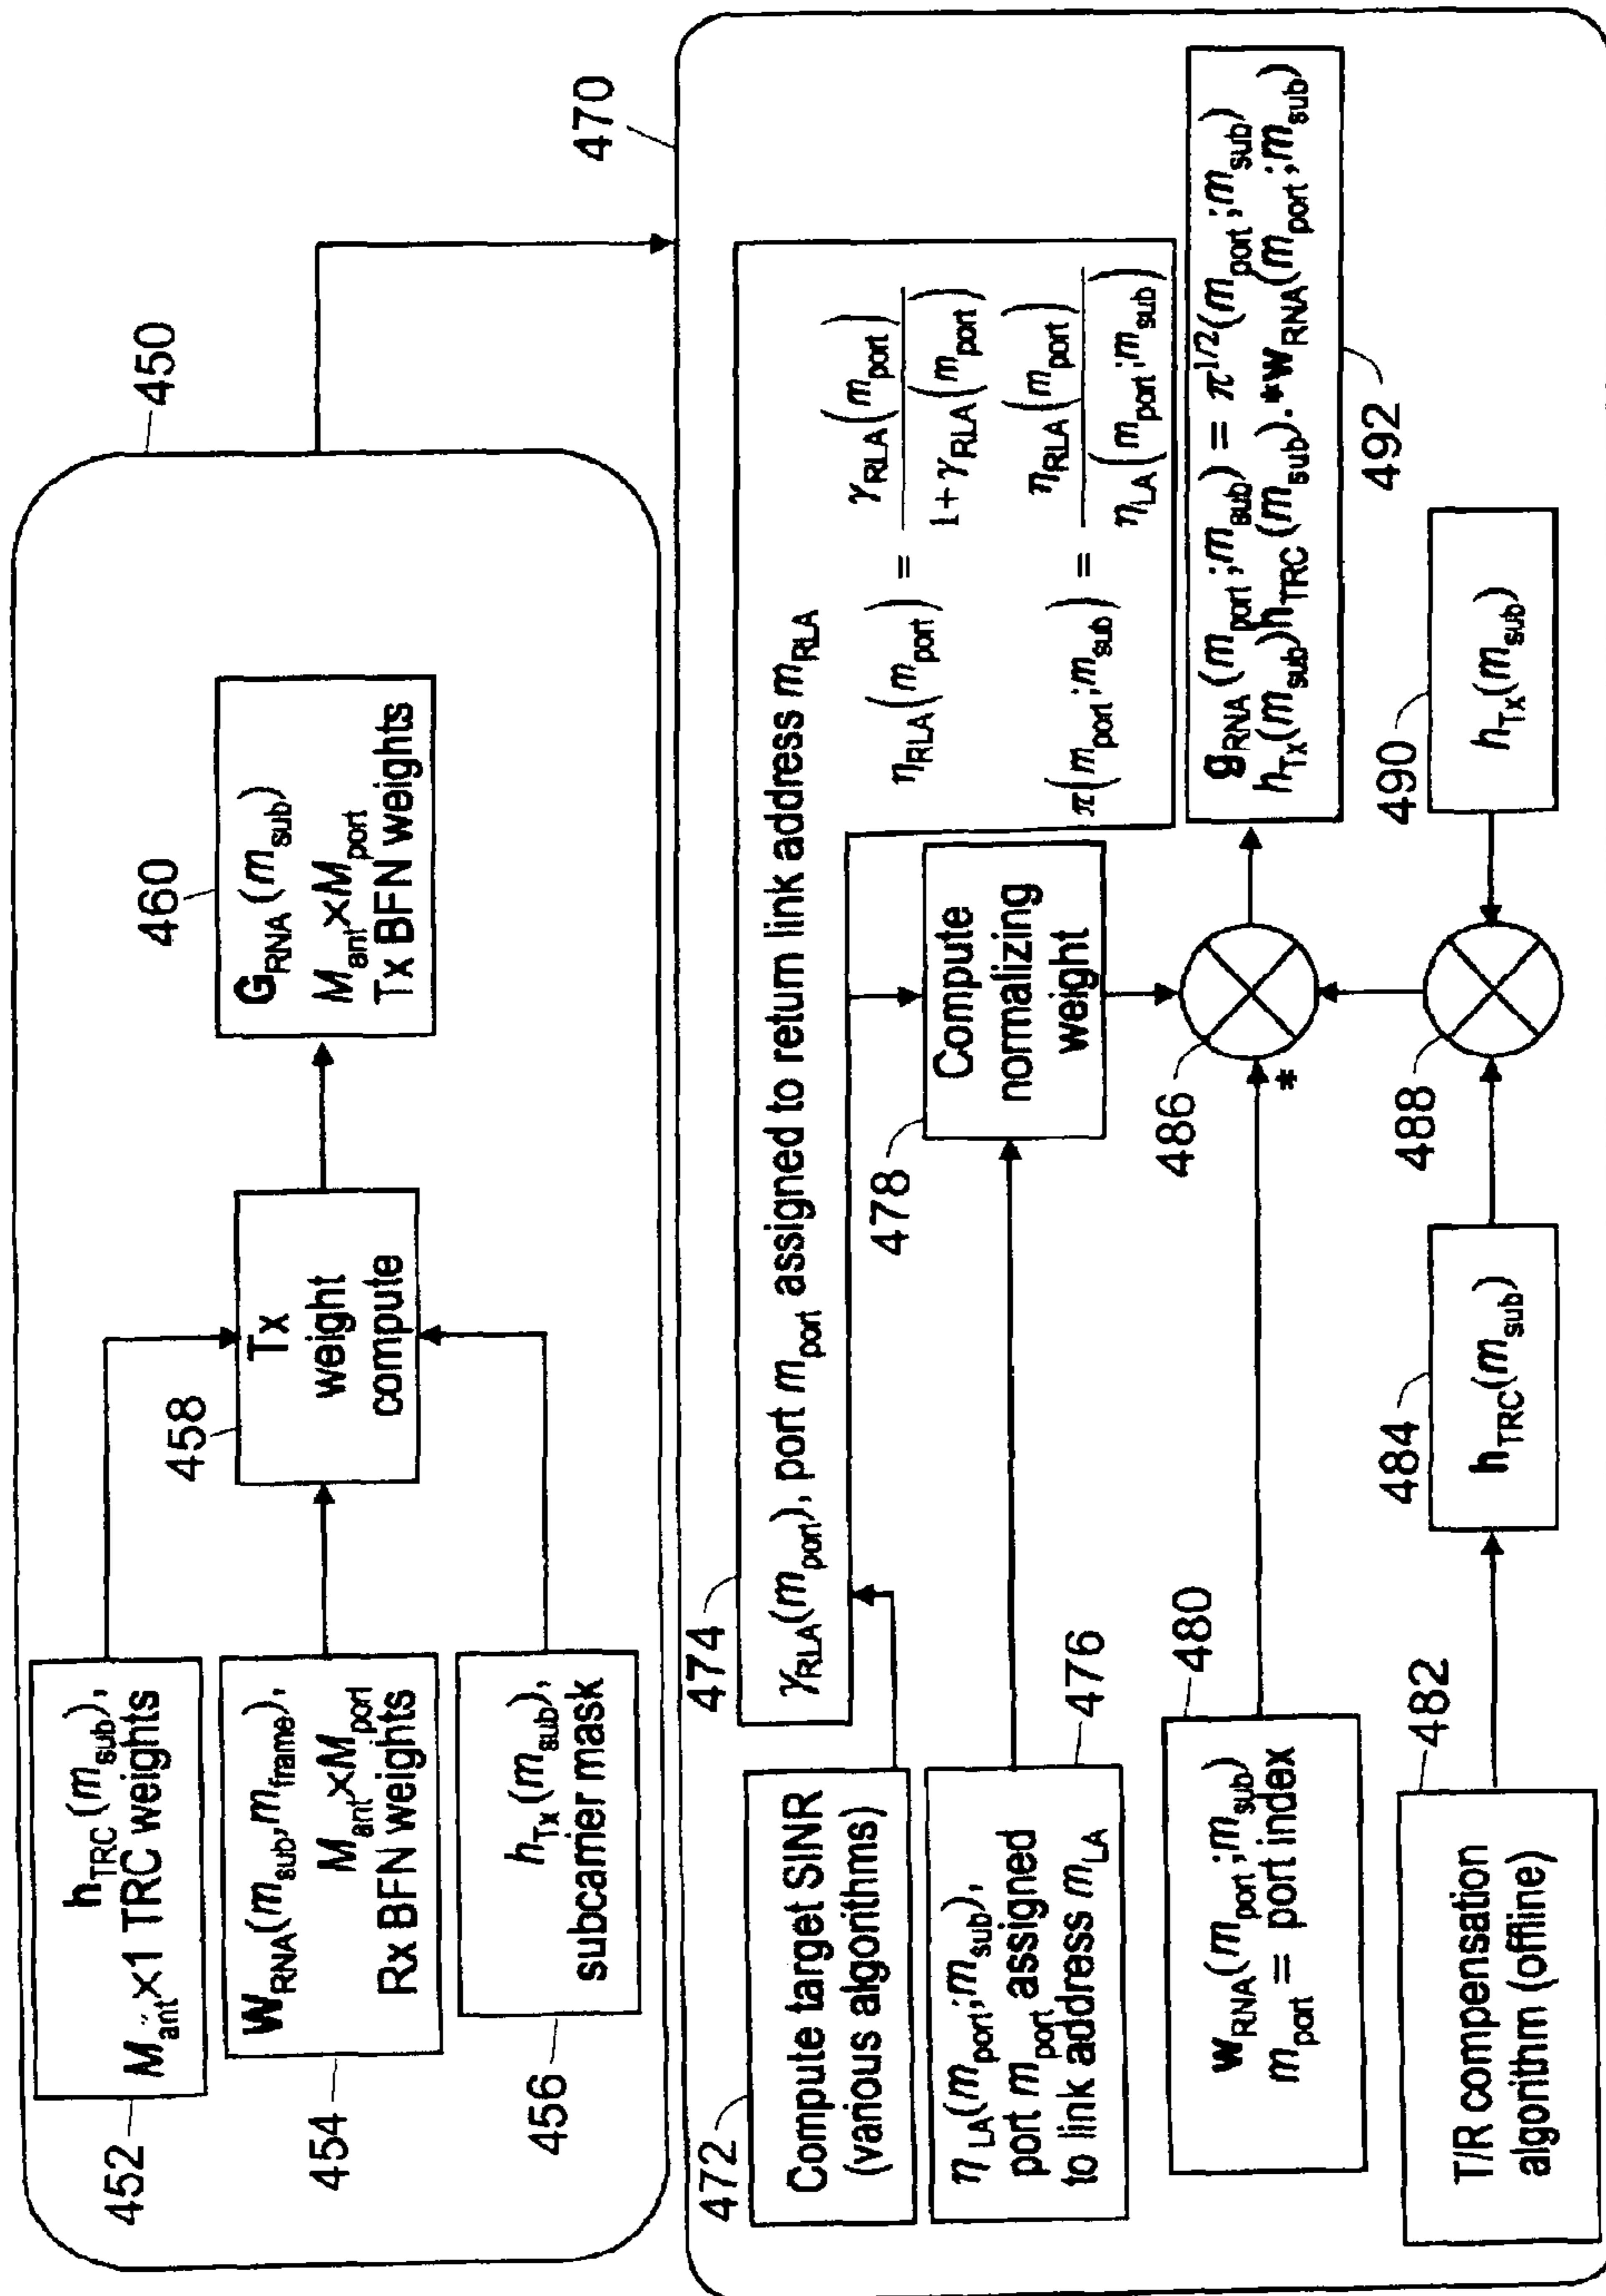 450
452
h_TRC(m_sub),
M_ant×1 TRC weights
454
W_RNA(m_sub, m_frame),
M_ant×M_port
Rx BFN weights
456
h_Tx(m_sub),
subcarrier mask
458
Tx
weight
compute
460
G_RNA(m_sub)
M_ant×M_port
Tx BFN weights
470
472
Compute target SINR
(various algorithms)
474
γ_RLA(m_port), port m_port assigned to return link address m_RLA
η_RLA(m_port) = γ_RLA(m_port) / 1+γ_RLA(m_port)
π(m_port;m_sub) = η_RLA(m_port) / η_LA(m_port;m_sub)
476
η_LA(m_port;m_sub),
port m_port assigned
to link address m_LA
478
Compute
normalizing
weight
480
w_RNA(m_port;m_sub)
m_port = port index
486
*
482
T/R compensation
algorithm (offline)
484
h_TRC(m_sub)
488
490
h_Tx(m_sub)
g_RNA(m_port;m_sub) = π^1/2(m_port;m_sub)
h_Tx(m_sub)h_TRC(m_sub).*w_RNA(m_port;m_sub)
492